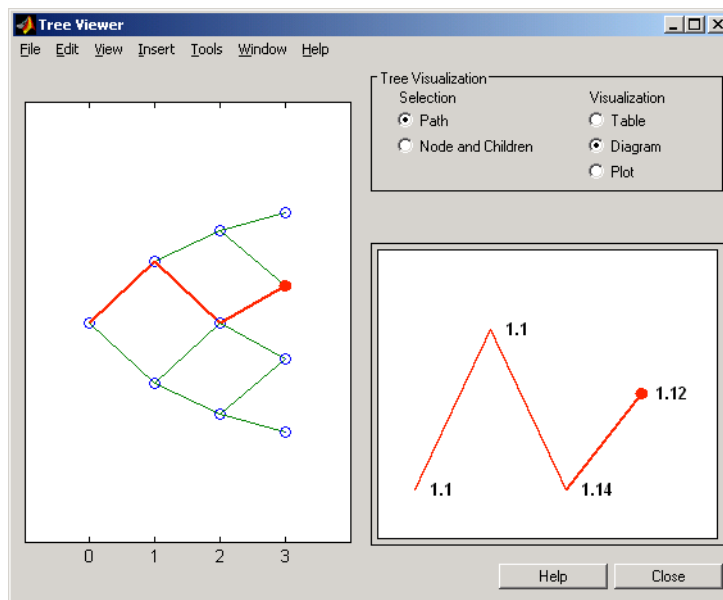 Tree Viewer
File Edit View Insert Tools Window Help
Tree Visualization
Selection
Visualization
Path
Table
Node and Children
Diagram
Plot
1.1
1.12
1.1
1.14
0 1 2 3
Help
Close